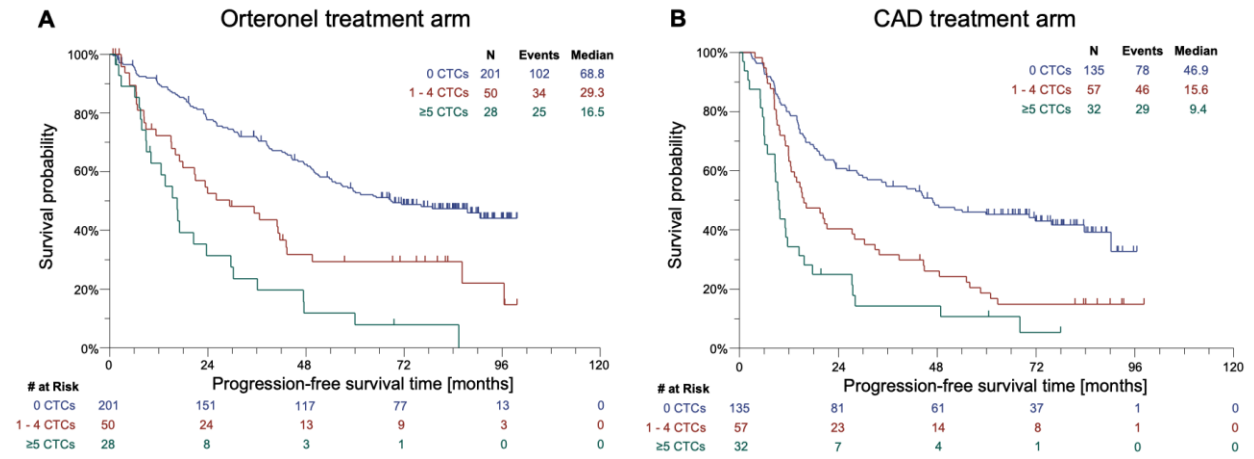 A Orteronel treatment arm
N Events Median
0 CTCs 201 102 68.8
1 - 4 CTCs 50 34 29.3
≥5 CTCs 28 25 16.5
100%
80%
60%
40%
20%
0%
Survival probability
0 24 48 72 96 120
Progression-free survival time [months]
# at Risk
0 CTCs 201 151 117 77 13 0
1 - 4 CTCs 50 24 13 9 3 0
≥5 CTCs 28 8 3 1 0 0
B CAD treatment arm
N Events Median
0 CTCs 135 78 46.9
1 - 4 CTCs 57 46 15.6
≥5 CTCs 32 29 9.4
100%
80%
60%
40%
20%
0%
Survival probability
0 24 48 72 96 120
Progression-free survival time [months]
# at Risk
0 CTCs 135 81 61 37 1 0
1 - 4 CTCs 57 23 14 8 1 0
≥5 CTCs 32 7 4 1 0 0